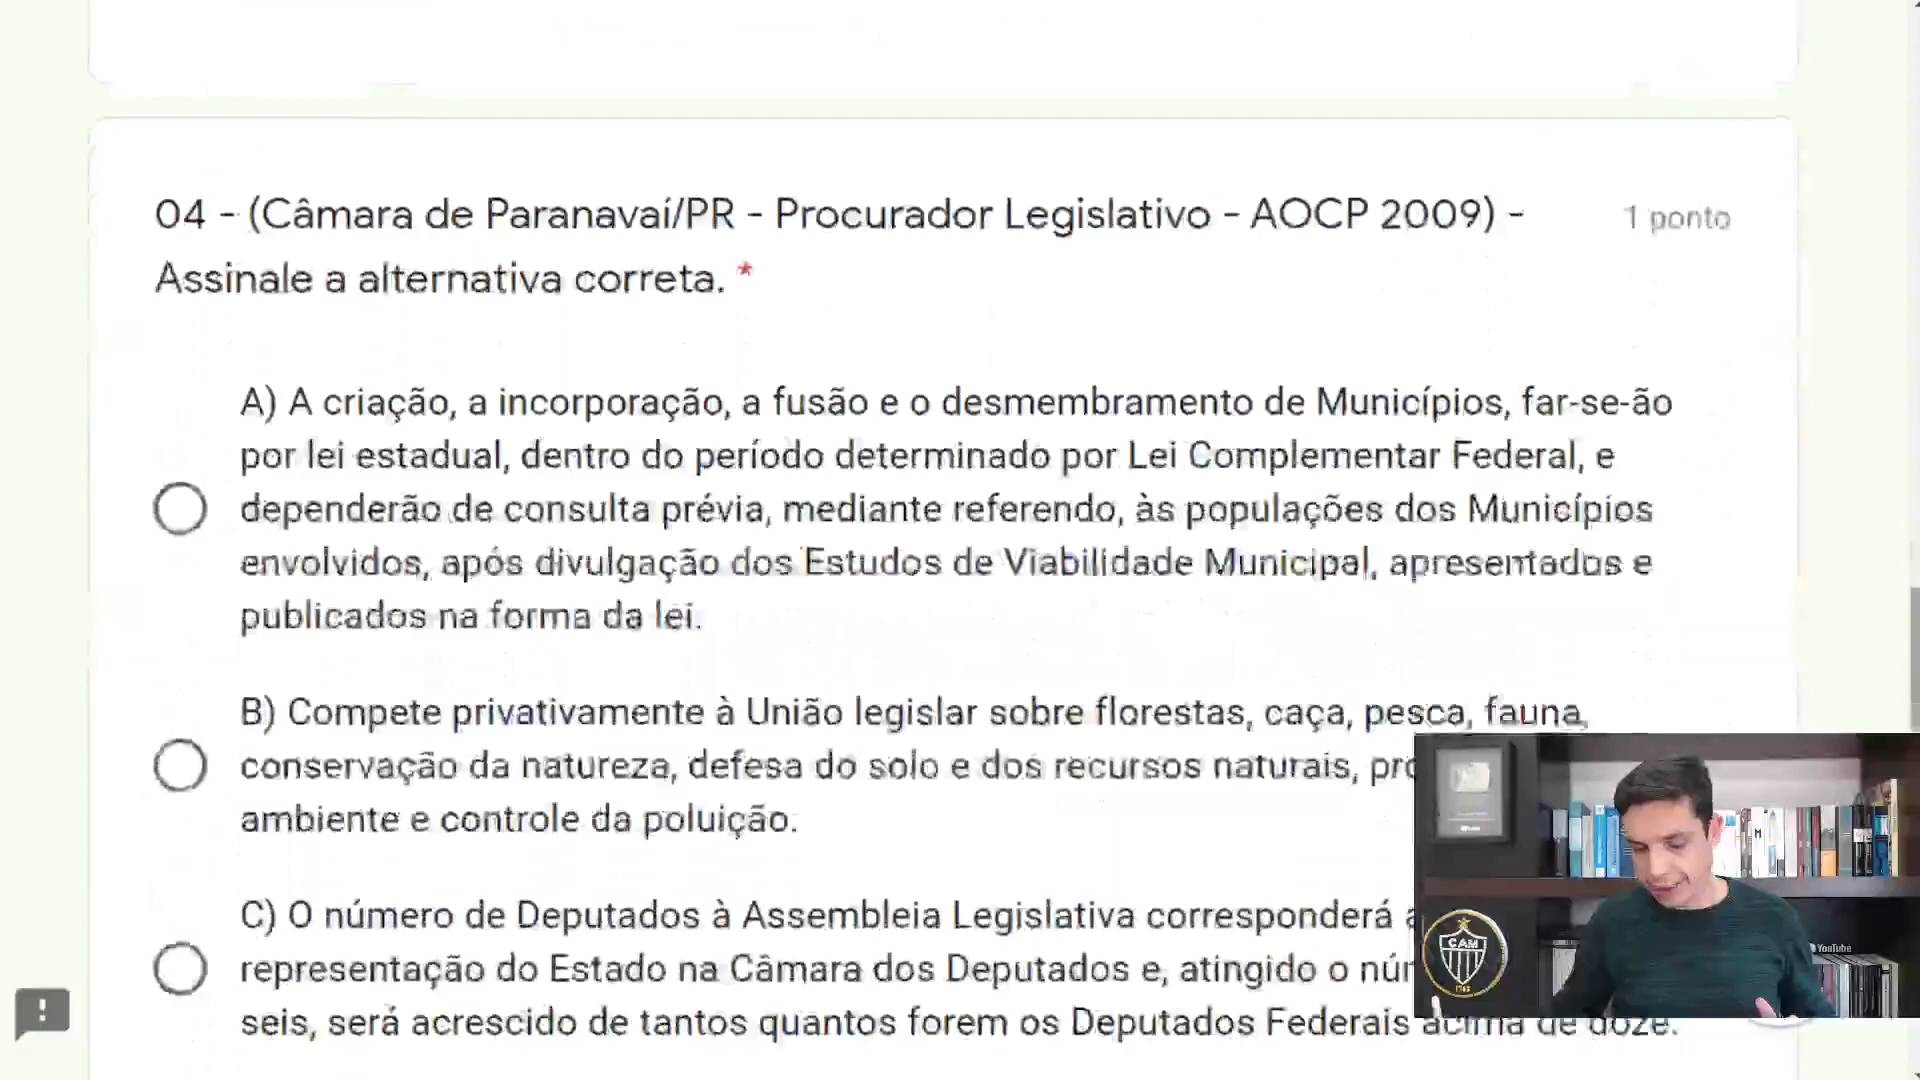 04 - (Câmara de Paranavaí/PR - Procurador Legislativo - AOCP 2009) -
1 ponto
Assinale a alternativa correta. *
A) A criação, a incorporação, a fusão e o desmembramento de Municípios, far-se-ão
por lei estadual, dentro do período determinado por Lei Complementar Federal, e
dependerão de consulta prévia, mediante referendo, às populações dos Municípios
envolvidos, após divulgação dos Estudos de Viabilidade Municipal, apresentados e
publicados na forma da lei.
B) Compete privativamente à União legislar sobre florestas, caça, pesca, fauna,
conservação da natureza, defesa do solo e dos recursos naturais,
ambiente e controle da poluição.
C) O número de Deputados à Assembleia Legislativa corresponderá
representação do Estado na Câmara dos Deputados e, atingido o
seis, será acrescido de tantos quantos forem os Deputados Federais acima de doze.
CAM
YouTube